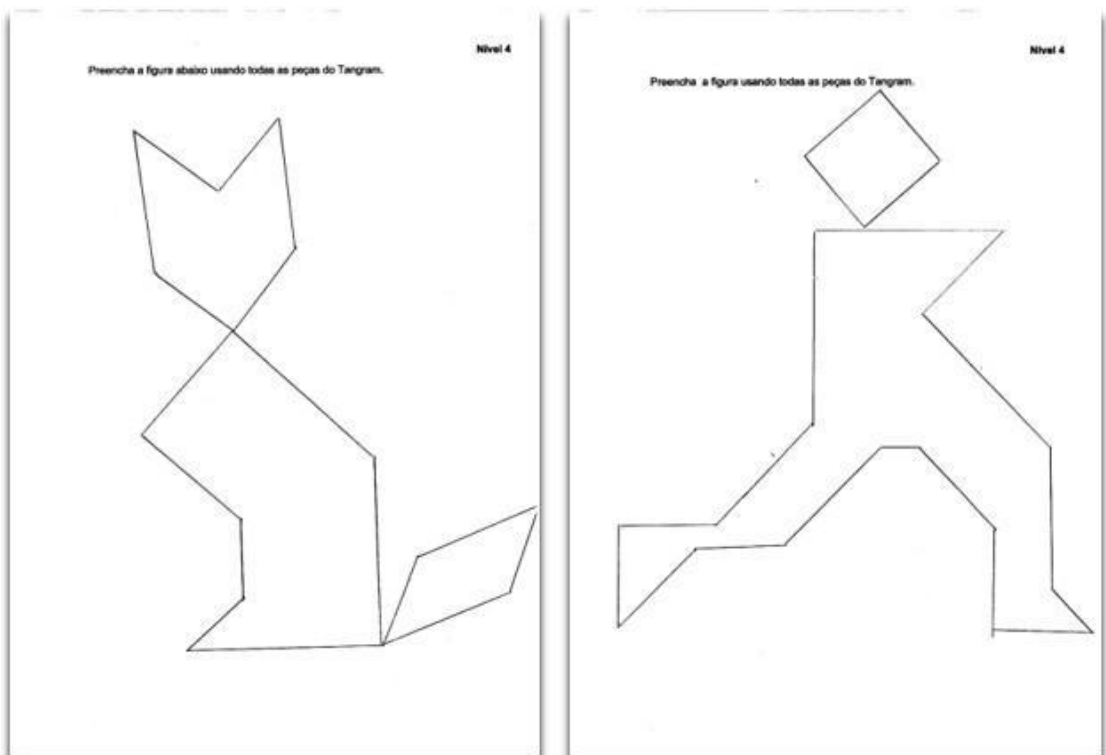 Nível 4
Preencha a figura abaixo usando todas as peças do Tangram.
Nível 4
Preencha a figura usando todas as peças do Tangram.